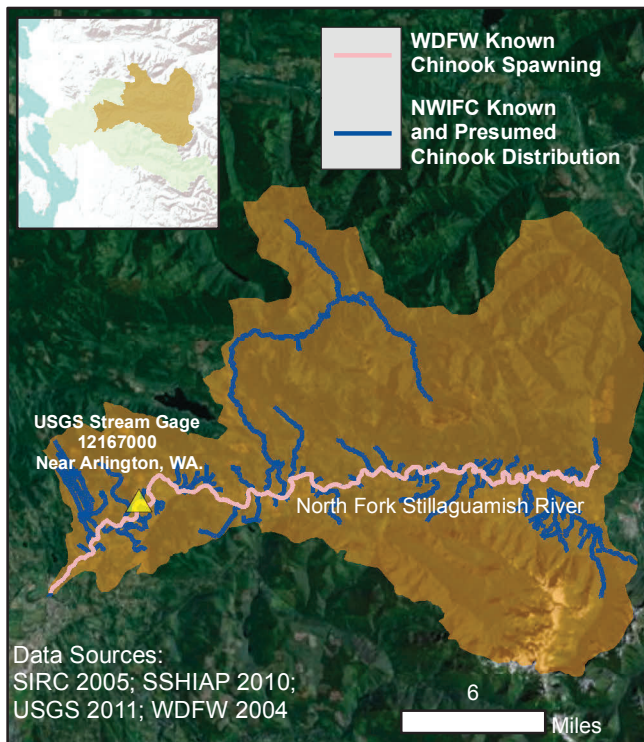 WDFW Known
Chinook Spawning
NWIFC Known
and Presumed
Chinook Distribution
USGS Stream Gage
12167000
Near Arlington, WA.
North Fork Stillaguamish River
Data Sources:
SIRC 2005; SSHIAP 2010;
USGS 2011; WDFW 2004
6
Miles